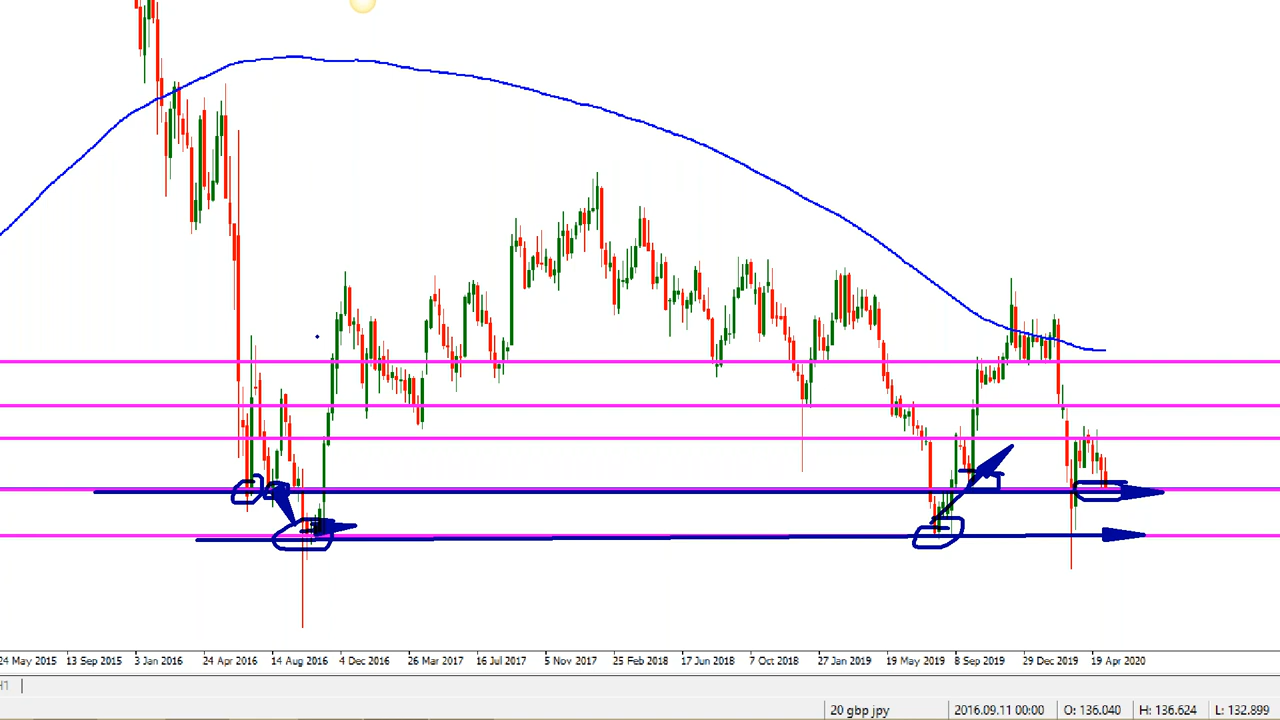 24 May 2015 13 Sep 2015 3 Jan 2016 24 Apr 2016 14 Aug 2016 4 Dec 2016 26 Mar 2017 16 Jul 2017 5 Nov 2017 25 Feb 2018 17 Jun 2018 7 Oct 2018 27 Jan 2019 19 May 2019 8 Sep 2019 29 Dec 2019 19 Apr 2020
H1
20 gbp jpy 2016.09.11 00:00 O: 136.040 H: 136.624 L: 132.899